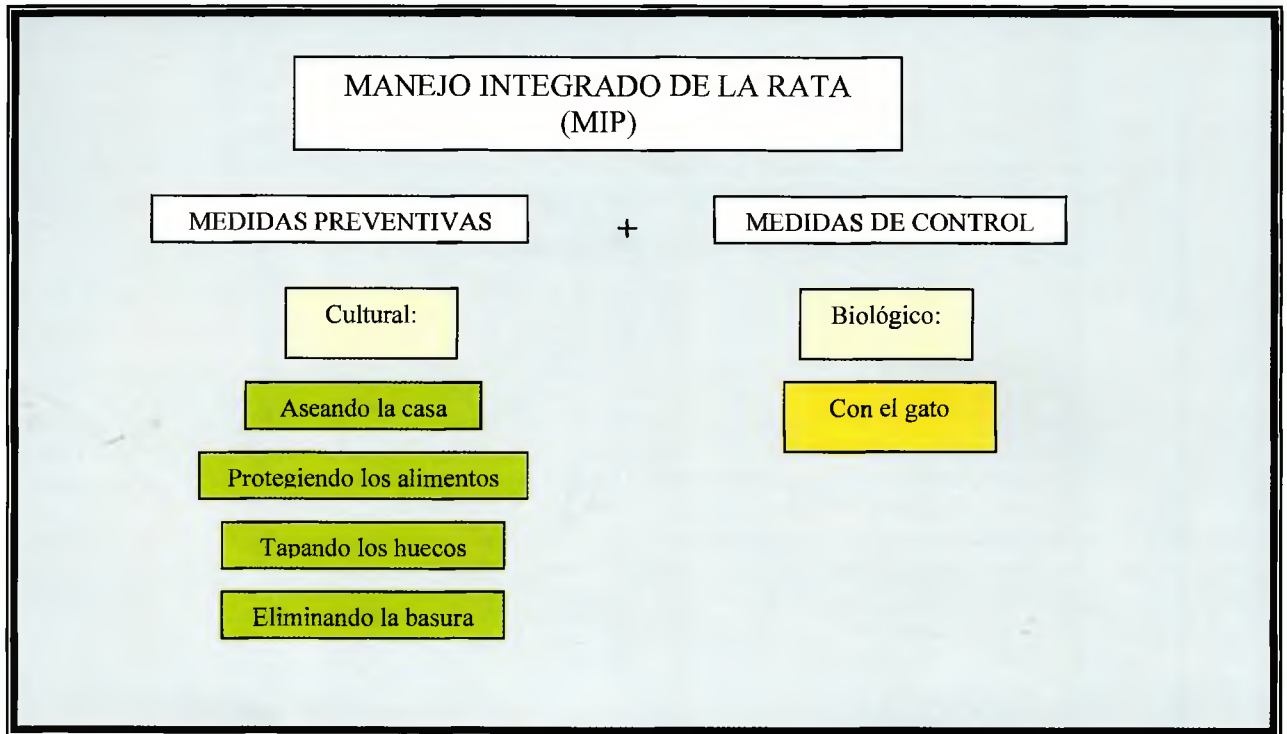 MANEJO INTEGRADO DE LA RATA
(MIP)
MEDIDAS PREVENTIVAS
+
MEDIDAS DE CONTROL
Cultural:
Aseando la casa
Protegiendo los alimentos
Tapando los huecos
Eliminando la basura
Biológico:
Con el gato